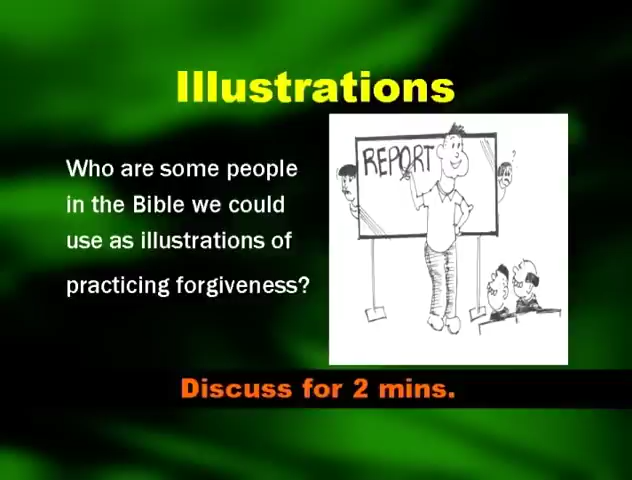 Illustrations
Who are some people
in the Bible we could
use as illustrations of
practicing forgiveness?
REPORT
?
Discuss for 2 mins.